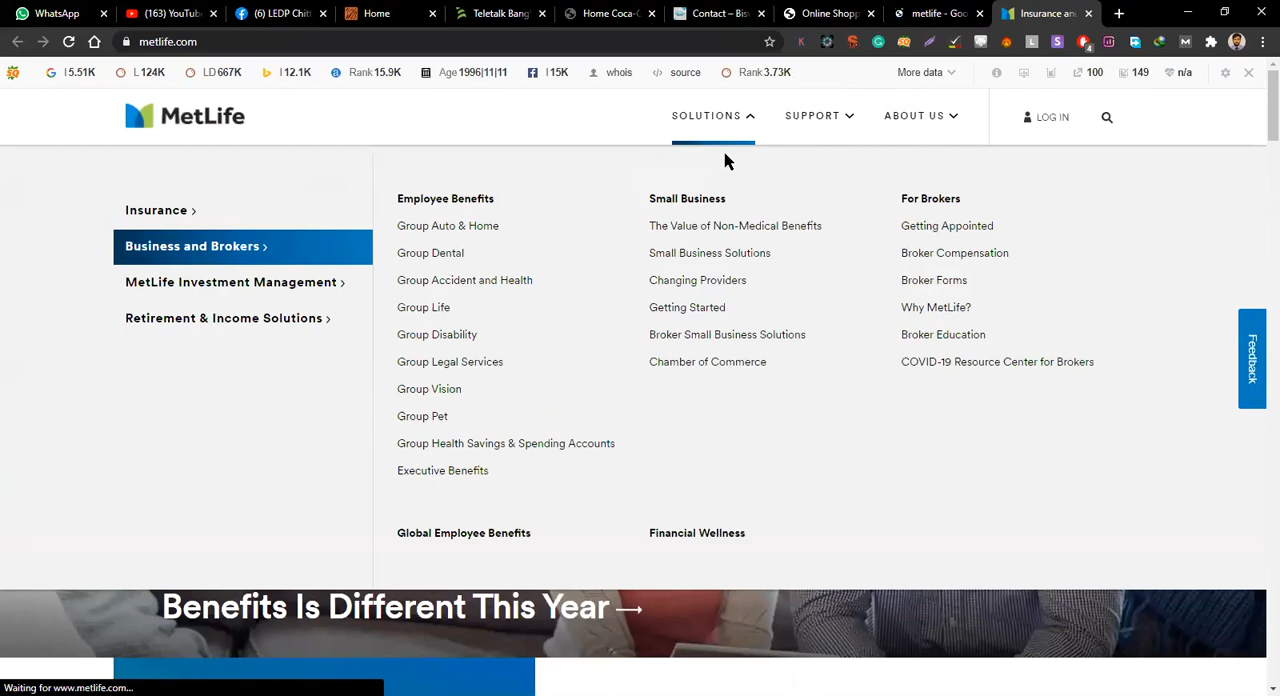 WhatsApp
(163) YouTube
(6) LEDP Chitt
Home
Teletalk Bang
Home Coca-C
Contact – Bis
Online Shopp
metlife - Goo
Insurance an
metlife.com
I 5.51K
L 124K
LD 667K
I 12.1K
Rank 15.9K
Age 1996|11|11
I 15K
whois
source
Rank 3.73K
More data
100
149
n/a
MetLife
SOLUTIONS
SUPPORT
ABOUT US
LOG IN
Insurance
Business and Brokers
MetLife Investment Management
Retirement & Income Solutions
Employee Benefits
Group Auto & Home
Group Dental
Group Accident and Health
Group Life
Group Disability
Group Legal Services
Group Vision
Group Pet
Group Health Savings & Spending Accounts
Executive Benefits
Small Business
The Value of Non-Medical Benefits
Small Business Solutions
Changing Providers
Getting Started
Broker Small Business Solutions
Chamber of Commerce
For Brokers
Getting Appointed
Broker Compensation
Broker Forms
Why MetLife?
Broker Education
COVID-19 Resource Center for Brokers
Global Employee Benefits
Financial Wellness
Feedback
Benefits Is Different This Year →
Waiting for www.metlife.com...